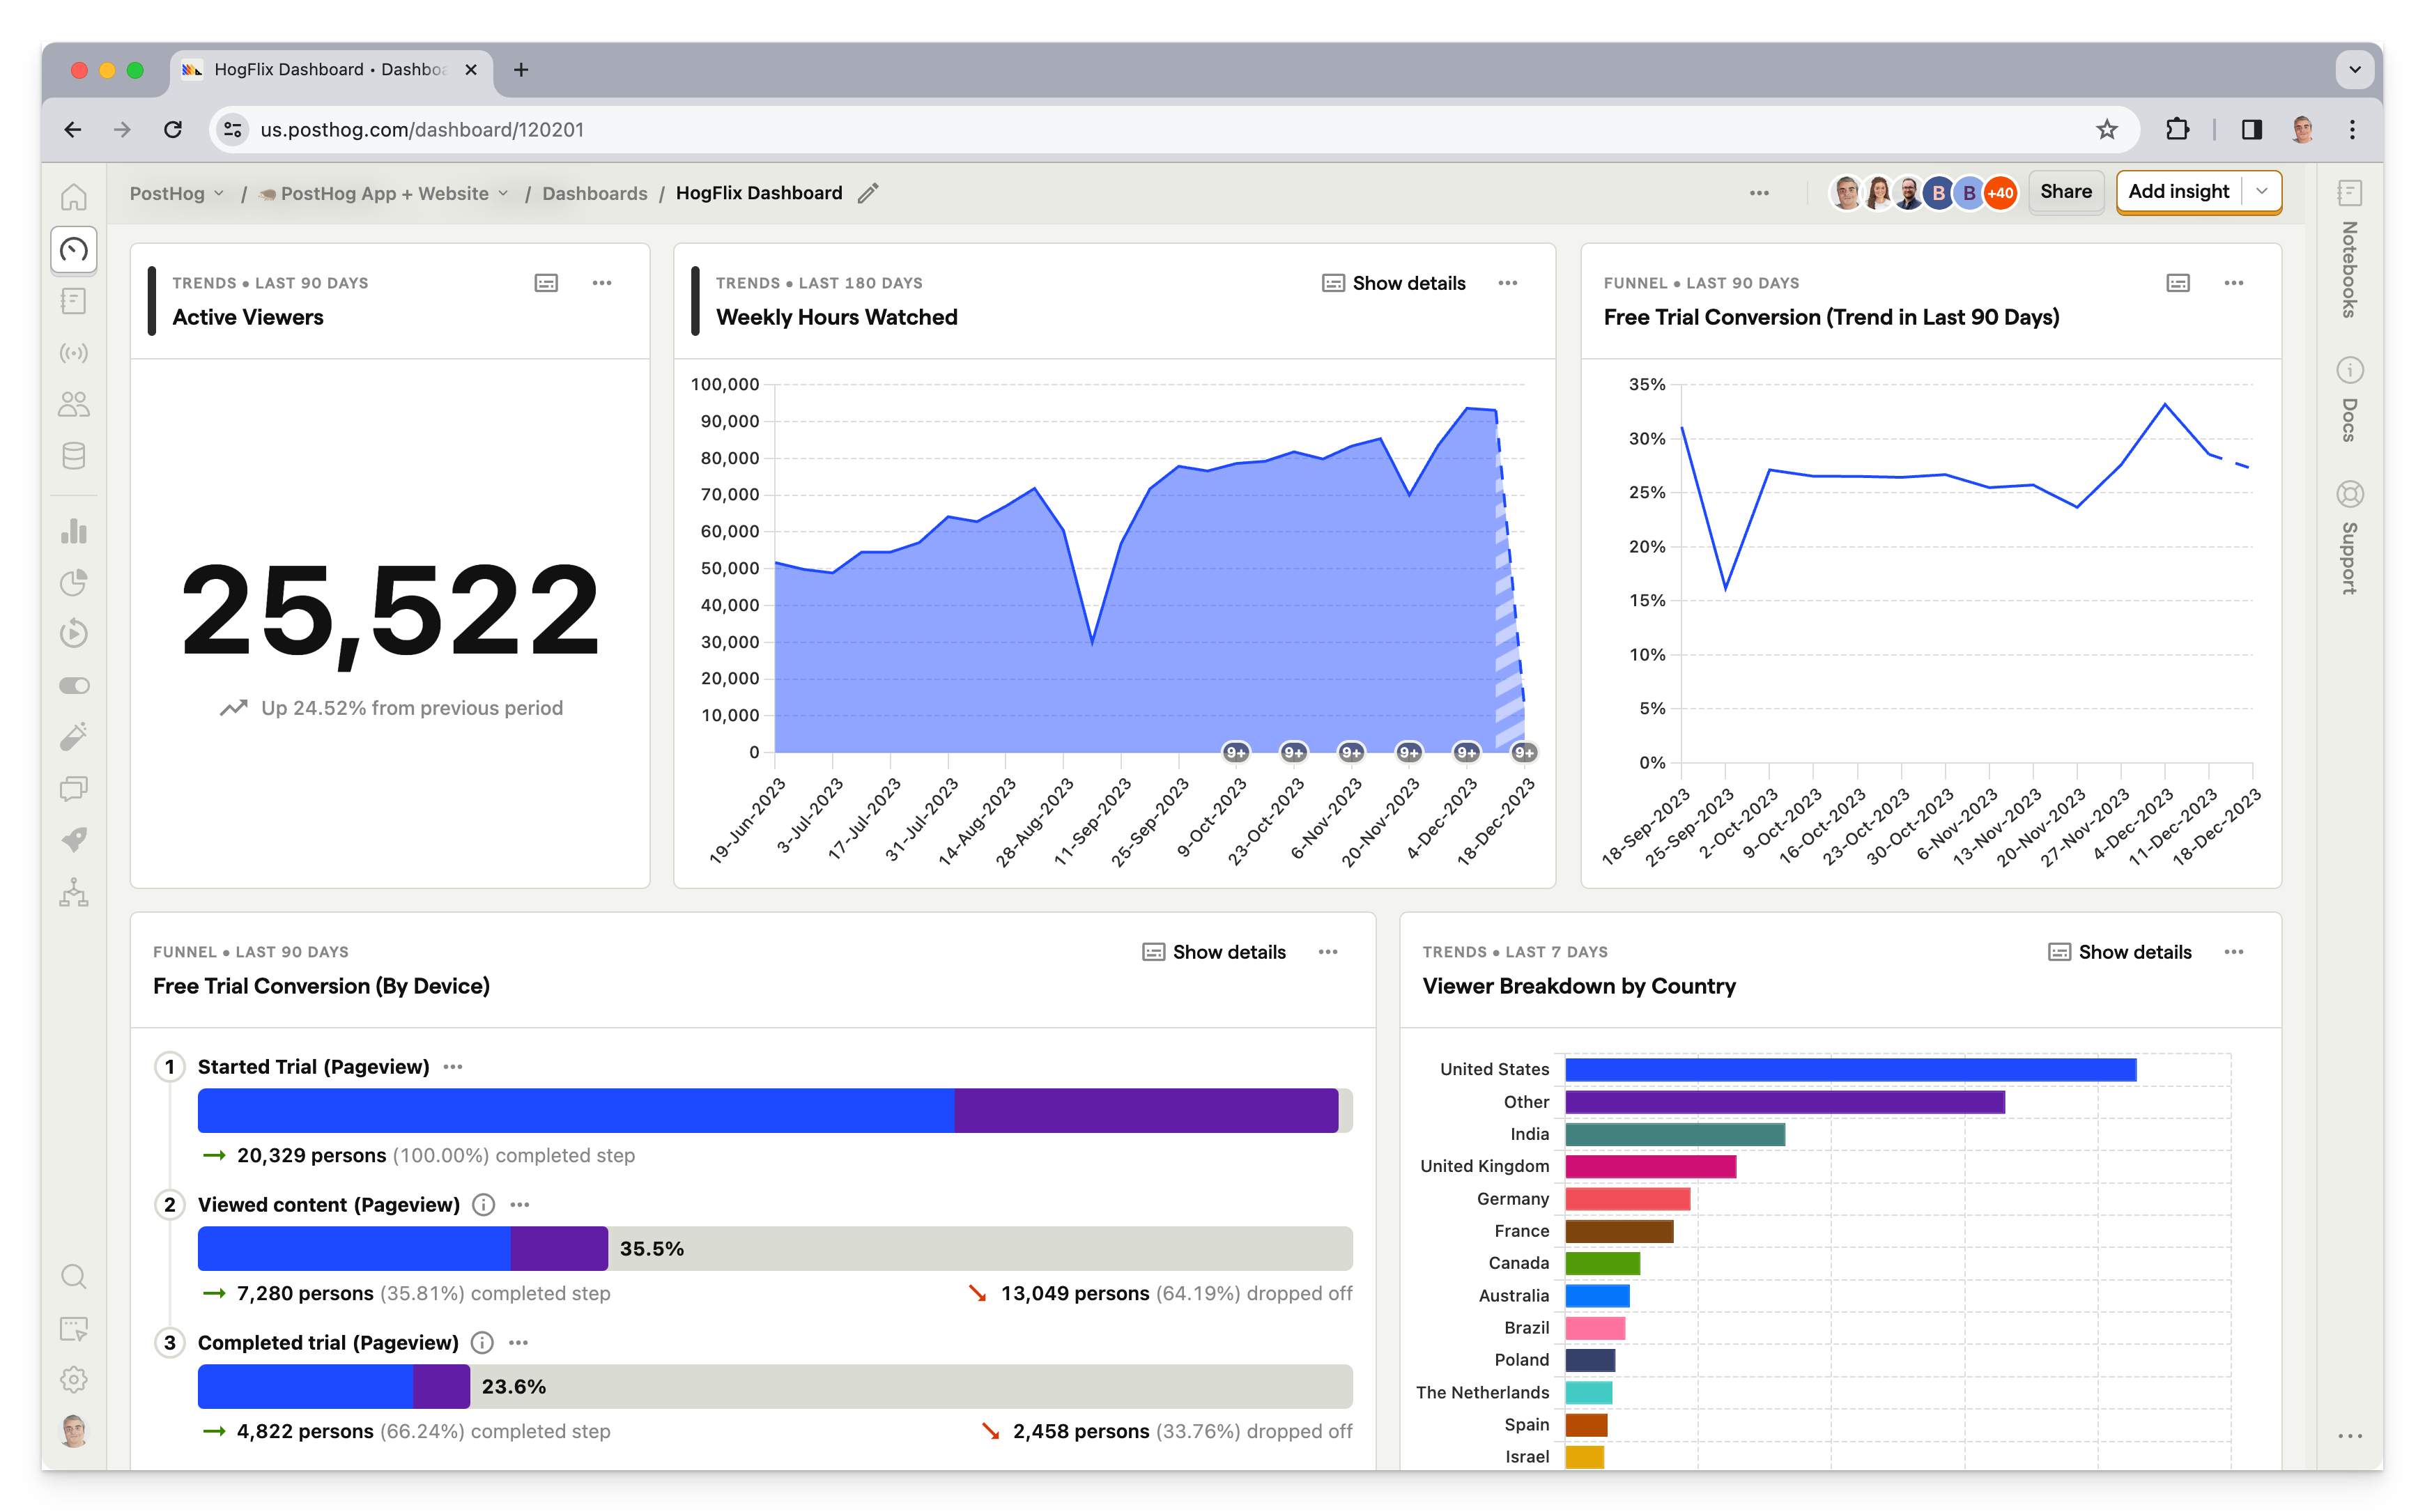 HogFlix Dashboard • Dashboa
us.posthog.com/dashboard/120201
PostHog / PostHog App + Website / Dashboards / HogFlix Dashboard
B
B
+40
Share
Add insight
Notebooks
Docs
Support
TRENDS • LAST 90 DAYS
Active Viewers
25,522
Up 24.52% from previous period
TRENDS • LAST 180 DAYS
Show details
Weekly Hours Watched
100,000
90,000
80,000
70,000
60,000
50,000
40,000
30,000
20,000
10,000
0
9+ 9+ 9+ 9+ 9+ 9+
19-Jun-2023
3-Jul-2023
17-Jul-2023
31-Jul-2023
14-Aug-2023
28-Aug-2023
11-Sep-2023
25-Sep-2023
9-Oct-2023
23-Oct-2023
6-Nov-2023
20-Nov-2023
4-Dec-2023
18-Dec-2023
FUNNEL • LAST 90 DAYS
Free Trial Conversion (Trend in Last 90 Days)
35%
30%
25%
20%
15%
10%
5%
0%
18-Sep-2023
25-Sep-2023
2-Oct-2023
9-Oct-2023
16-Oct-2023
23-Oct-2023
30-Oct-2023
6-Nov-2023
13-Nov-2023
20-Nov-2023
27-Nov-2023
4-Dec-2023
11-Dec-2023
18-Dec-2023
FUNNEL • LAST 90 DAYS
Show details
Free Trial Conversion (By Device)
1 Started Trial (Pageview)
20,329 persons (100.00%) completed step
2 Viewed content (Pageview)
35.5%
7,280 persons (35.81%) completed step
13,049 persons (64.19%) dropped off
3 Completed trial (Pageview)
23.6%
4,822 persons (66.24%) completed step
2,458 persons (33.76%) dropped off
TRENDS • LAST 7 DAYS
Show details
Viewer Breakdown by Country
United States
Other
India
United Kingdom
Germany
France
Canada
Australia
Brazil
Poland
The Netherlands
Spain
Israel